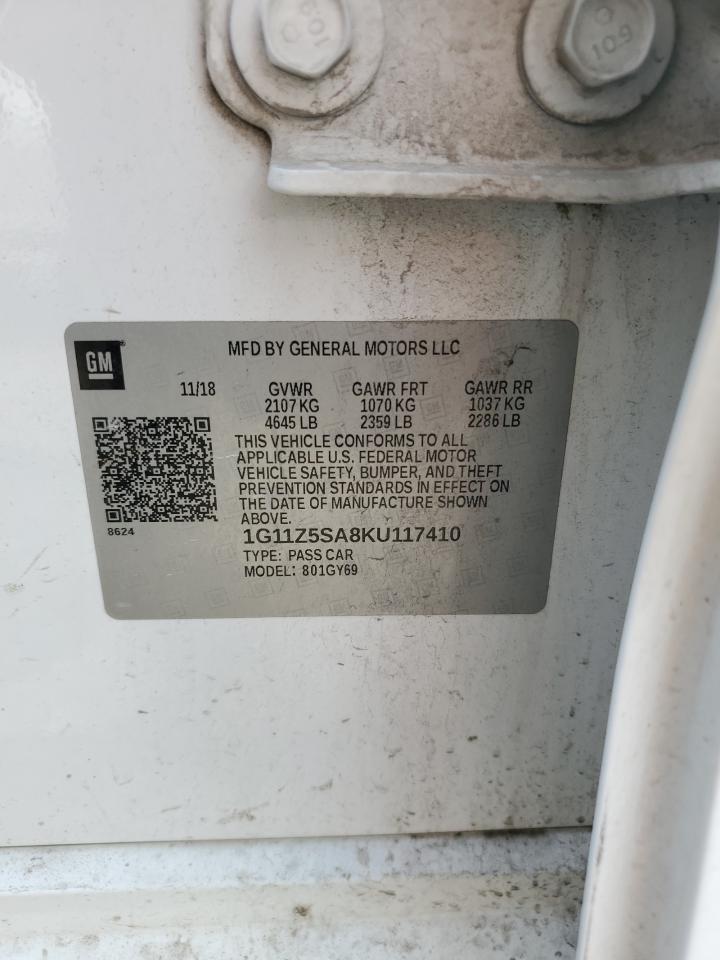 10.9
10.9
GM
MFD BY GENERAL MOTORS LLC
11/18 GVWR GAWR FRT GAWR RR
2107 KG 1070 KG 1037 KG
4645 LB 2359 LB 2286 LB
THIS VEHICLE CONFORMS TO ALL
APPLICABLE U.S. FEDERAL MOTOR
VEHICLE SAFETY, BUMPER, AND THEFT
PREVENTION STANDARDS IN EFFECT ON
THE DATE OF MANUFACTURE SHOWN
ABOVE.
8624
1G11Z5SA8KU117410
TYPE: PASS CAR
MODEL: 801GY69